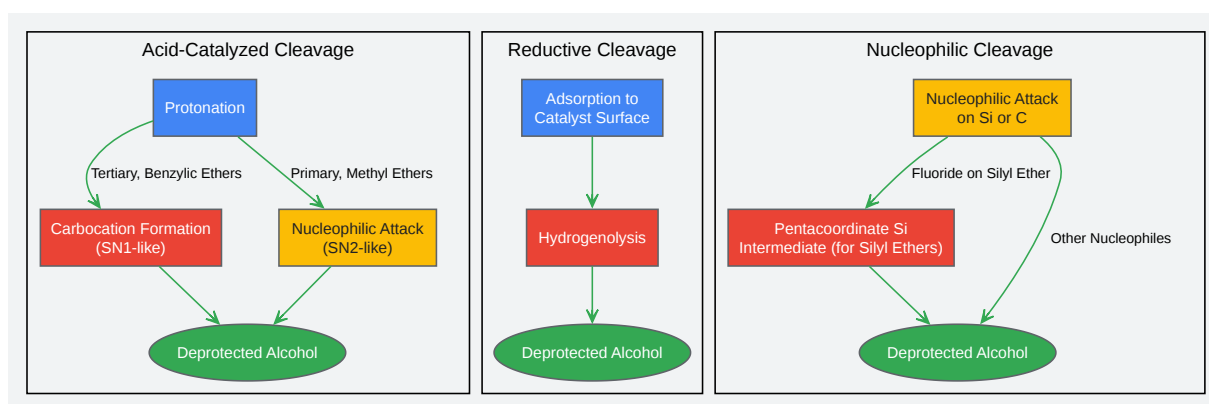 Acid-Catalyzed Cleavage
Protonation
Tertiary, Benzylic Ethers
Primary, Methyl Ethers
Carbocation Formation
(SN1-like)
Nucleophilic Attack
(SN2-like)
Deprotected Alcohol
Reductive Cleavage
Adsorption to
Catalyst Surface
Hydrogenolysis
Deprotected Alcohol
Nucleophilic Cleavage
Nucleophilic Attack
on Si or C
Fluoride on Silyl Ether
Pentacoordinate Si
Intermediate (for Silyl Ethers)
Other Nucleophiles
Deprotected Alcohol